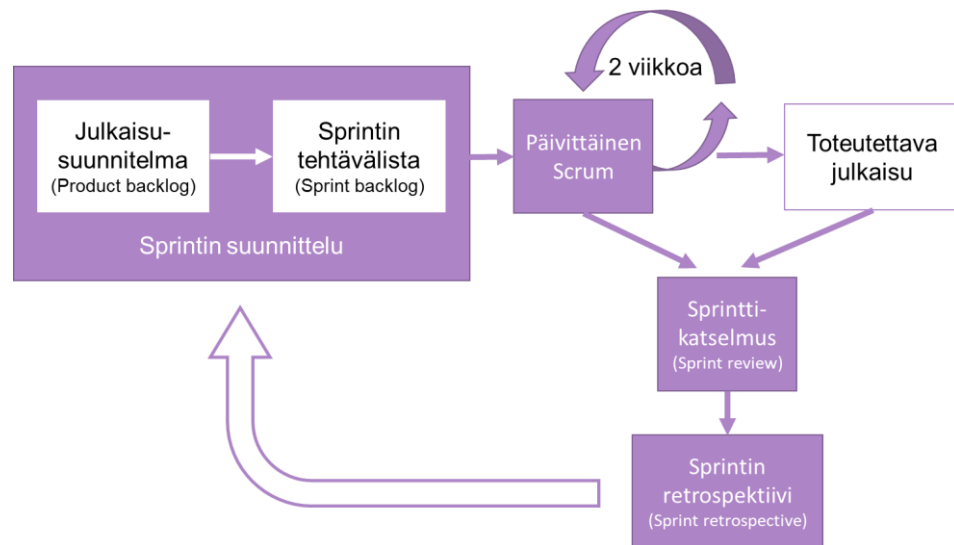 2 viikkoa
Julkaisu-
suunnitelma
(Product backlog)
Sprintin
tehtävälista
(Sprint backlog)
Sprintin suunnittelu
Päivittäinen
Scrum
Toteutettava
julkaisu
Sprintti-
katselmus
(Sprint review)
Sprintin
retrospektiivi
(Sprint retrospective)